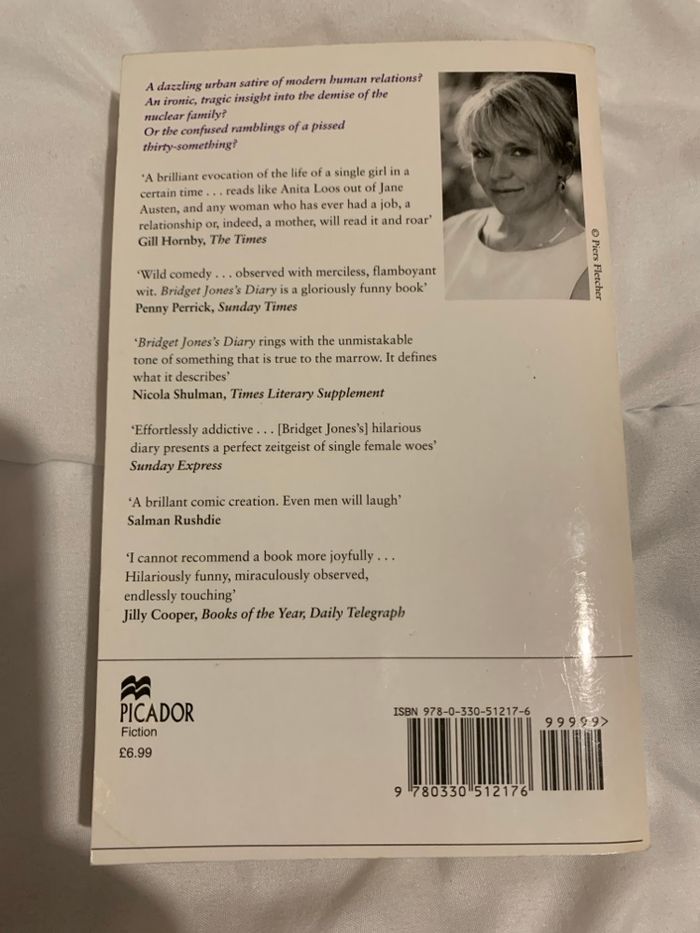 A dazzling urban satire of modern human relations?
An ironic, tragic insight into the demise of the
nuclear family?
Or the confused ramblings of a pissed
thirty-something?
‘A brilliant evocation of the life of a single girl in a
certain time . . . reads like Anita Loos out of Jane
Austen, and any woman who has ever had a job, a
relationship or, indeed, a mother, will read it and roar’
Gill Hornby, The Times
‘Wild comedy . . . observed with merciless, flamboyant
wit. Bridget Jones’s Diary is a gloriously funny book’
Penny Perrick, Sunday Times
‘Bridget Jones’s Diary rings with the unmistakable
tone of something that is true to the marrow. It defines
what it describes’
Nicola Shulman, Times Literary Supplement
‘Effortlessly addictive . . . [Bridget Jones’s] hilarious
diary presents a perfect zeitgeist of single female woes’
Sunday Express
‘A brillant comic creation. Even men will laugh’
Salman Rushdie
‘I cannot recommend a book more joyfully . . .
Hilariously funny, miraculously observed,
endlessly touching’
Jilly Cooper, Books of the Year, Daily Telegraph
© Piers Fletcher
PICADOR
Fiction
£6.99
ISBN 978-0-330-51217-6
99999>
9 780330 512176